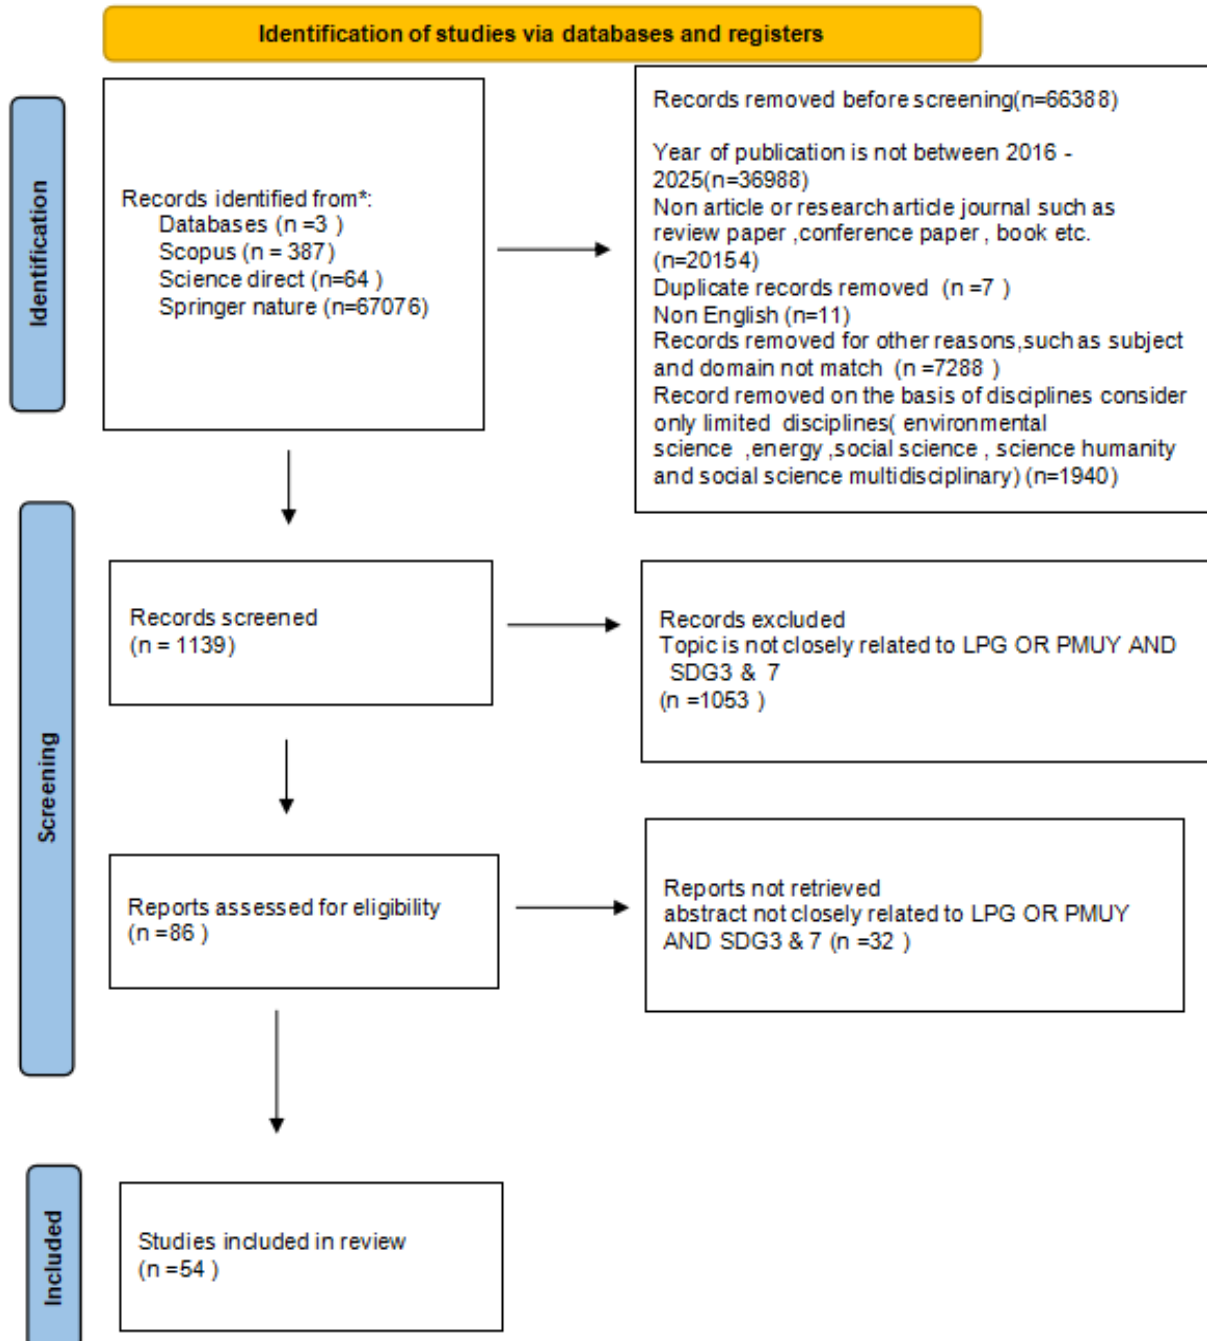 Identification of studies via databases and registers
Identification
Records identified from*:
Databases (n =3 )
Scopus (n = 387)
Science direct (n=64 )
Springer nature (n=67076)
Records removed before screening(n=66388)
Year of publication is not between 2016 -
2025(n=36988)
Non article or research article journal such as
review paper ,conference paper , book etc.
(n=20154)
Duplicate records removed  (n =7 )
Non English (n=11)
Records removed for other reasons,such as subject
and domain not match  (n =7288 )
Record removed on the basis of disciplines consider
only limited  disciplines( environmental
science  ,energy ,social science , science humanity
and social science multidisciplinary) (n=1940)
Screening
Records screened
(n = 1139)
Records excluded
Topic is not closely related to LPG OR PMUY AND
SDG3 &  7
(n =1053 )
Reports assessed for eligibility
(n =86 )
Reports not retrieved
abstract not closely related to LPG OR PMUY
AND SDG3 & 7 (n =32 )
Included
Studies included in review
(n =54 )